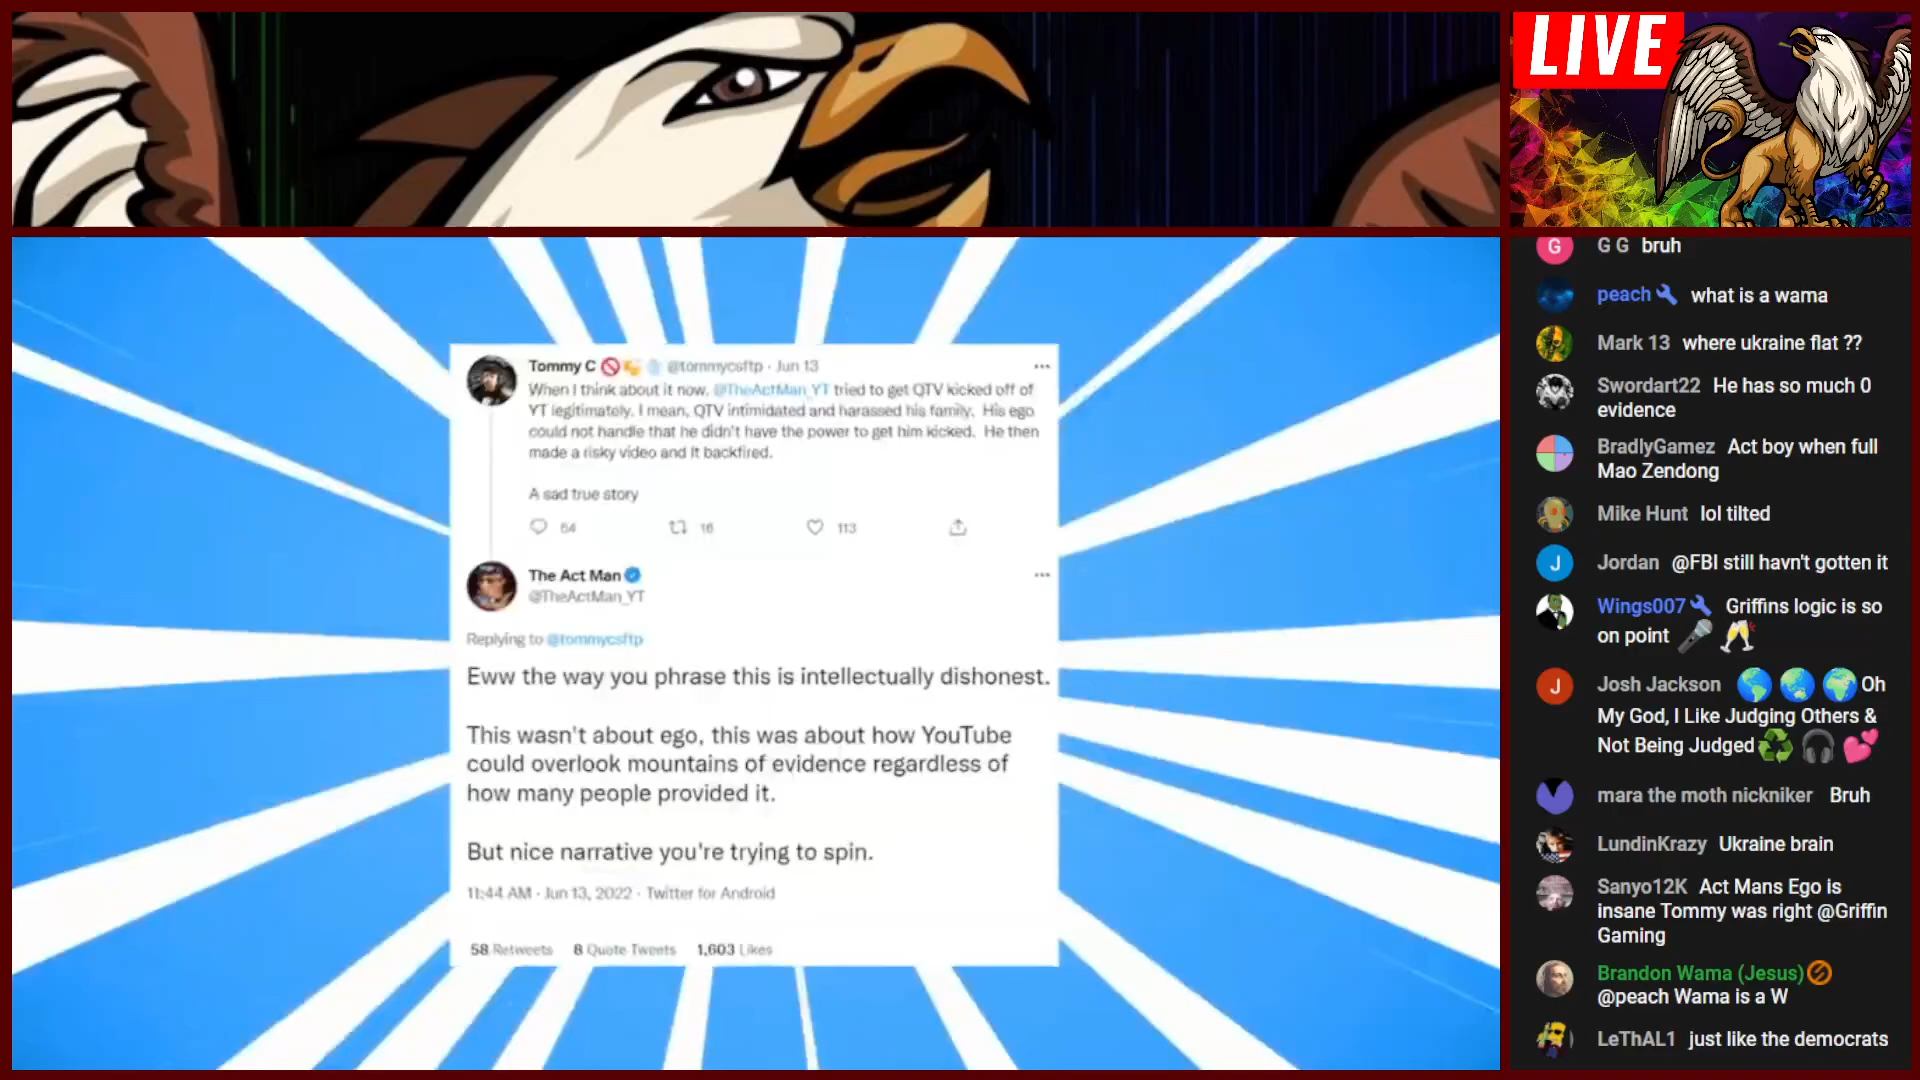 LIVE
Tommy C @tommycsftp · Jun 13
When I think about it now, @TheActMan_YT tried to get QTV kicked off of
YT legitimately. I mean, QTV intimidated and harassed his family. His ego
could not handle that he didn't have the power to get him kicked. He then
made a risky video and it backfired.
A sad true story
64 16 113
The Act Man
@TheActMan_YT
Replying to @tommycsftp
Eww the way you phrase this is intellectually dishonest.
This wasn't about ego, this was about how YouTube
could overlook mountains of evidence regardless of
how many people provided it.
But nice narrative you're trying to spin.
11:44 AM · Jun 13, 2022 · Twitter for Android
58 Retweets 8 Quote Tweets 1,603 Likes
G G G bruh
peach what is a wama
Mark 13 where ukraine flat ??
Swordart22 He has so much 0
evidence
BradlyGamez Act boy when full
Mao Zendong
Mike Hunt lol tilted
J Jordan @FBI still havn't gotten it
Wings007 Griffins logic is so
on point 🎤 🥂
J Josh Jackson 🌎 🌏 🌍 Oh
My God, I Like Judging Others &
Not Being Judged ♻️ 🎧 💕
mara the moth nickniker Bruh
LundinKrazy Ukraine brain
Sanyo12K Act Mans Ego is
insane Tommy was right @Griffin
Gaming
Brandon Wama (Jesus)
@peach Wama is a W
LeThAL1 just like the democrats